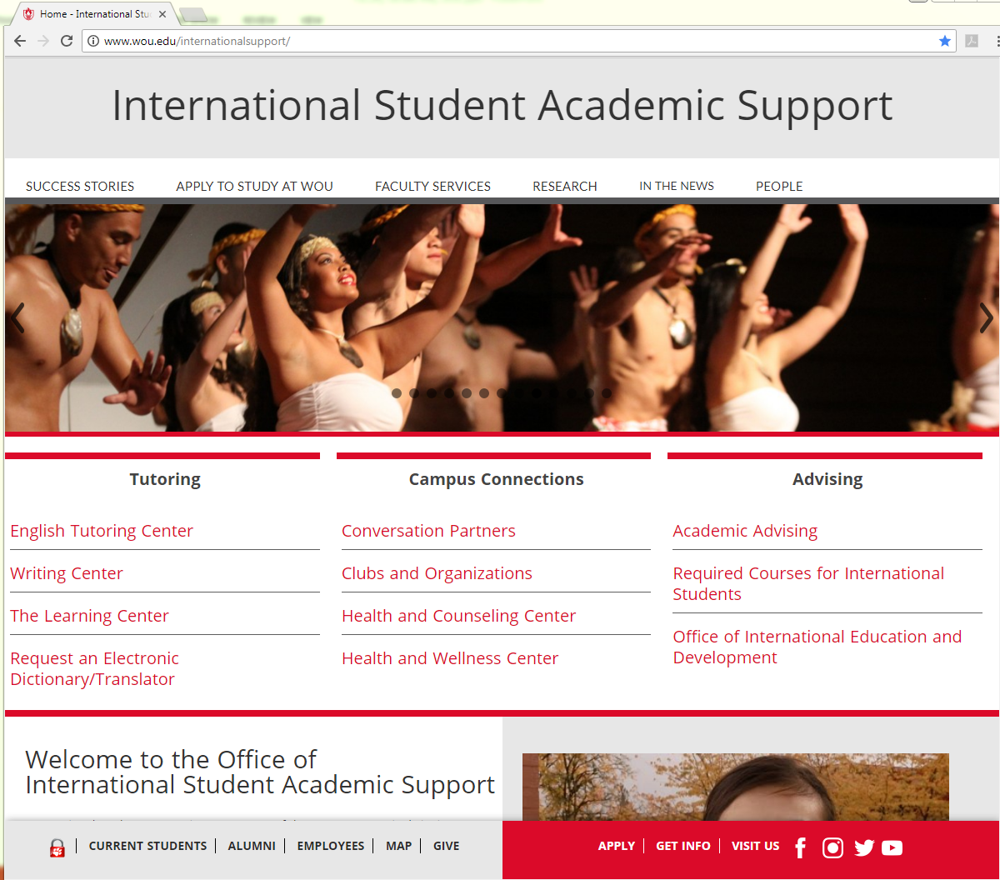 Home - International Stu
www.wou.edu/internationalsupport/
International Student Academic Support
SUCCESS STORIES APPLY TO STUDY AT WOU FACULTY SERVICES RESEARCH IN THE NEWS PEOPLE
Tutoring
English Tutoring Center
Writing Center
The Learning Center
Request an Electronic
Dictionary/Translator
Campus Connections
Conversation Partners
Clubs and Organizations
Health and Counseling Center
Health and Wellness Center
Advising
Academic Advising
Required Courses for International
Students
Office of International Education and
Development
Welcome to the Office of
International Student Academic Support
CURRENT STUDENTS ALUMNI EMPLOYEES MAP GIVE
APPLY GET INFO VISIT US